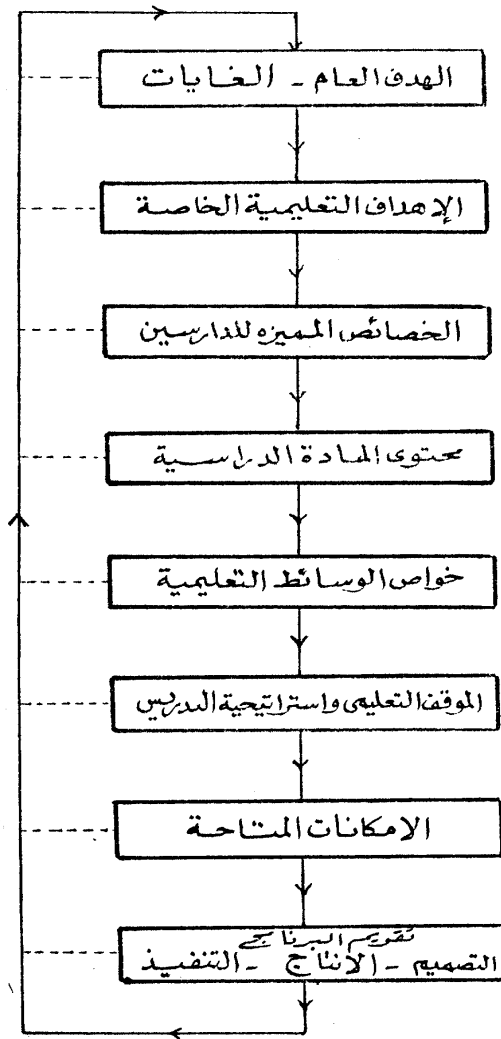 الهدف العام - الغايات
الإهداف التعليمية الخاصة
الخصائص المميزه للدارسين
محتوى المادة الدراسية
خواص الوسائط التعليمية
الموقف التعليمى واستراتيجية التدريس
الامكانات المتاحة
تقويم البرنامج
التصميم - الانتاج - التنفيذ